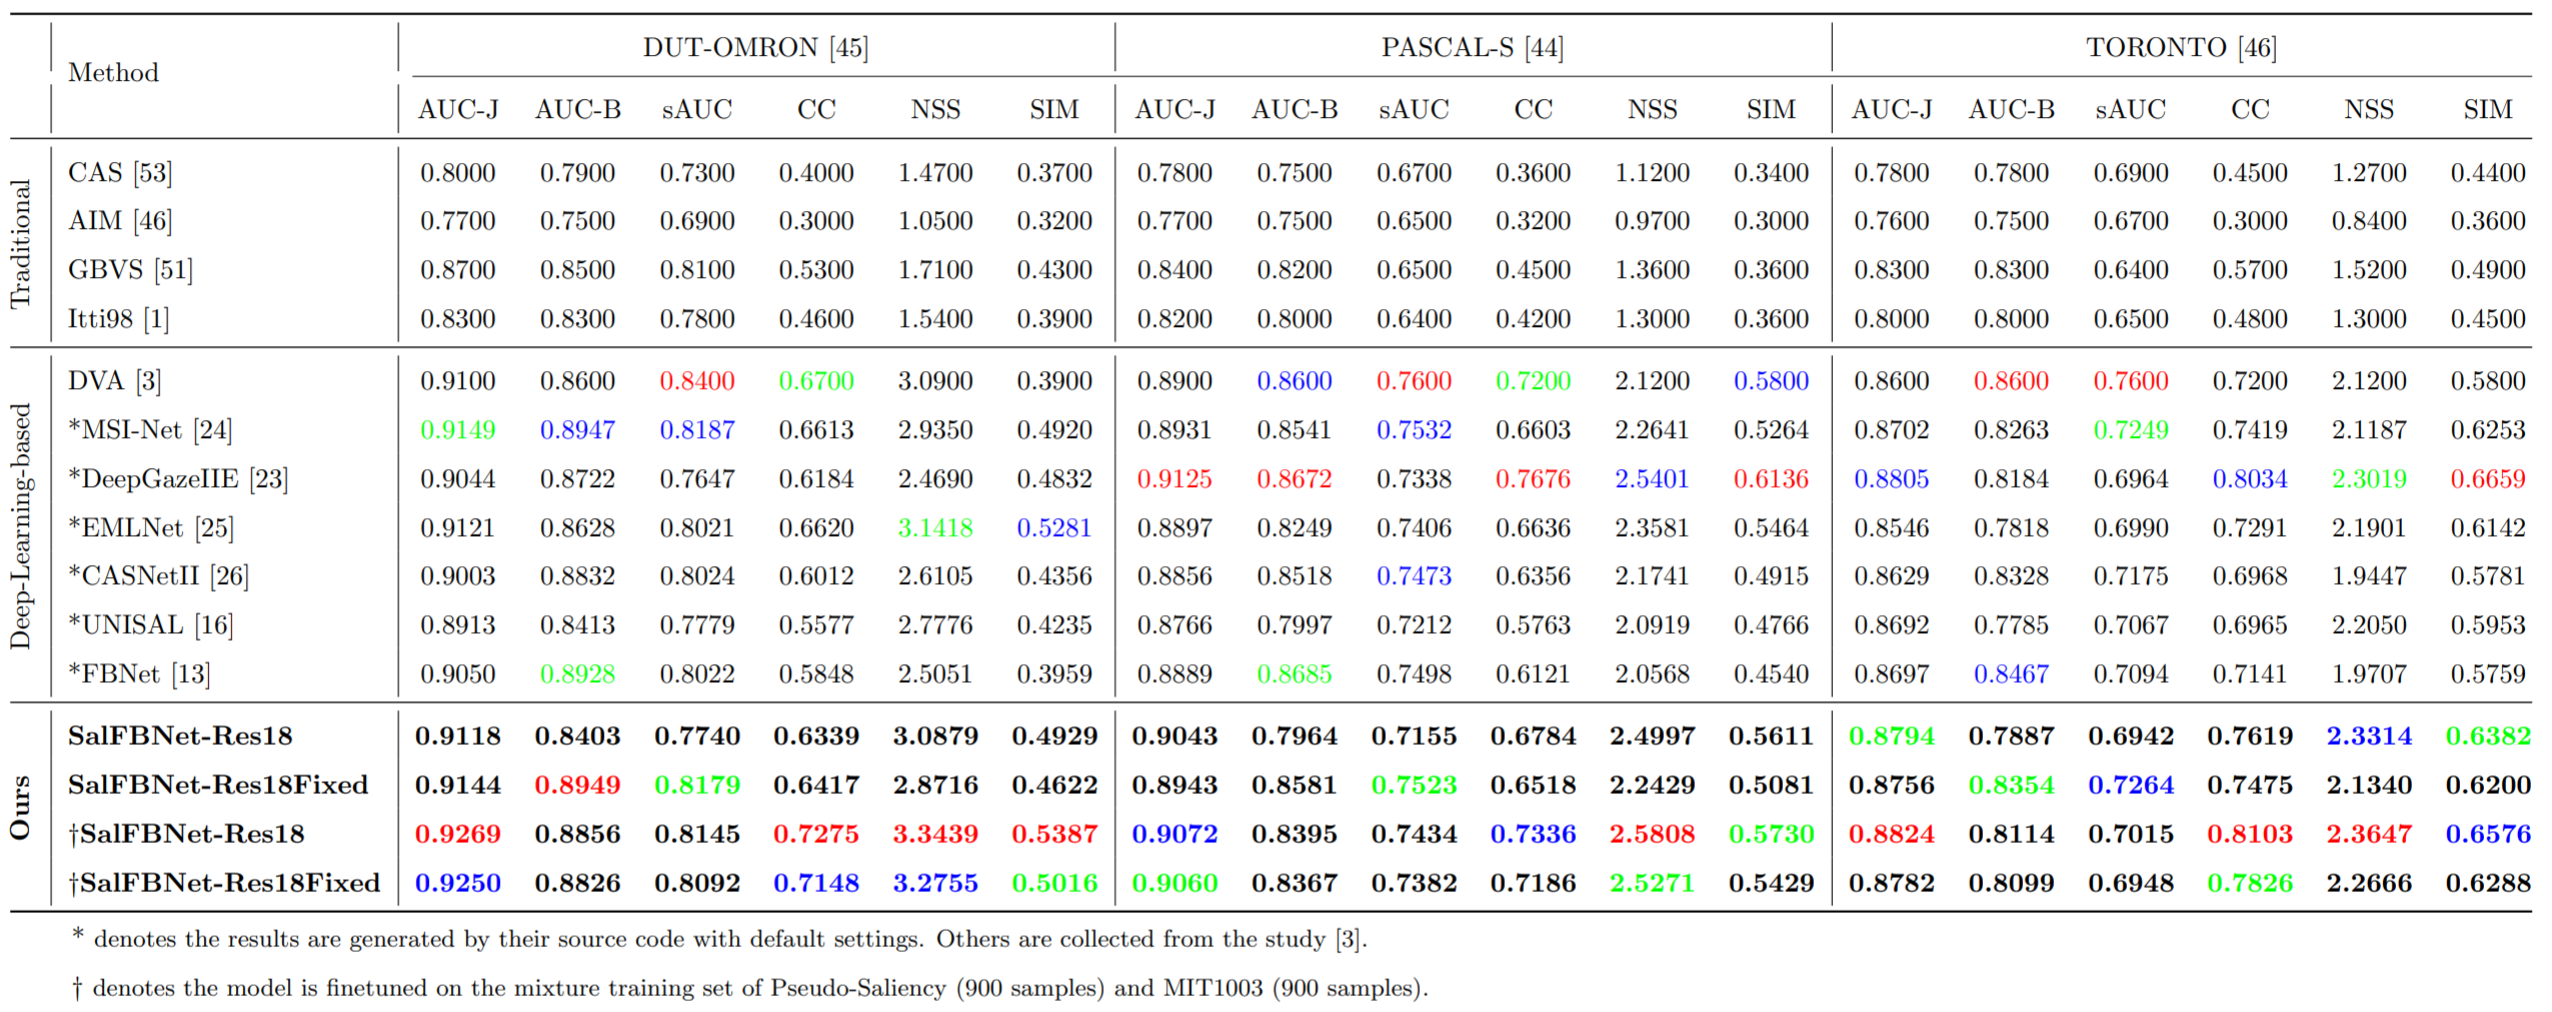 Method DUT-OMRON [45] PASCAL-S [44] TORONTO [46]
AUC-J AUC-B sAUC CC NSS SIM AUC-J AUC-B sAUC CC NSS SIM AUC-J AUC-B sAUC CC NSS SIM
Traditional
CAS [53] 0.8000 0.7900 0.7300 0.4000 1.4700 0.3700 0.7800 0.7500 0.6700 0.3600 1.1200 0.3400 0.7800 0.7800 0.6900 0.4500 1.2700 0.4400
AIM [46] 0.7700 0.7500 0.6900 0.3000 1.0500 0.3200 0.7700 0.7500 0.6500 0.3200 0.9700 0.3000 0.7600 0.7500 0.6700 0.3000 0.8400 0.3600
GBVS [51] 0.8700 0.8500 0.8100 0.5300 1.7100 0.4300 0.8400 0.8200 0.6500 0.4500 1.3600 0.3600 0.8300 0.8300 0.6400 0.5700 1.5200 0.4900
Itti98 [1] 0.8300 0.8300 0.7800 0.4600 1.5400 0.3900 0.8200 0.8000 0.6400 0.4200 1.3000 0.3600 0.8000 0.8000 0.6500 0.4800 1.3000 0.4500
Deep-Learning-based
DVA [3] 0.9100 0.8600 0.8400 0.6700 3.0900 0.3900 0.8900 0.8600 0.7600 0.7200 2.1200 0.5800 0.8600 0.8600 0.7600 0.7200 2.1200 0.5800
*MSI-Net [24] 0.9149 0.8947 0.8187 0.6613 2.9350 0.4920 0.8931 0.8541 0.7532 0.6603 2.2641 0.5264 0.8702 0.8263 0.7249 0.7419 2.1187 0.6253
*DeepGazeIIE [23] 0.9044 0.8722 0.7647 0.6184 2.4690 0.4832 0.9125 0.8672 0.7338 0.7676 2.5401 0.6136 0.8805 0.8184 0.6964 0.8034 2.3019 0.6659
*EMLNet [25] 0.9121 0.8628 0.8021 0.6620 3.1418 0.5281 0.8897 0.8249 0.7406 0.6636 2.3581 0.5464 0.8546 0.7818 0.6990 0.7291 2.1901 0.6142
*CASNetII [26] 0.9003 0.8832 0.8024 0.6012 2.6105 0.4356 0.8856 0.8518 0.7473 0.6356 2.1741 0.4915 0.8629 0.8328 0.7175 0.6968 1.9447 0.5781
*UNISAL [16] 0.8913 0.8413 0.7779 0.5577 2.7776 0.4235 0.8766 0.7997 0.7212 0.5763 2.0919 0.4766 0.8692 0.7785 0.7067 0.6965 2.2050 0.5953
*FBNet [13] 0.9050 0.8928 0.8022 0.5848 2.5051 0.3959 0.8889 0.8685 0.7498 0.6121 2.0568 0.4540 0.8697 0.8467 0.7094 0.7141 1.9707 0.5759
Ours
SalFBNet-Res18 0.9118 0.8403 0.7740 0.6339 3.0879 0.4929 0.9043 0.7964 0.7155 0.6784 2.4997 0.5611 0.8794 0.7887 0.6942 0.7619 2.3314 0.6382
SalFBNet-Res18Fixed 0.9144 0.8949 0.8179 0.6417 2.8716 0.4622 0.8943 0.8581 0.7523 0.6518 2.2429 0.5081 0.8756 0.8354 0.7264 0.7475 2.1340 0.6200
†SalFBNet-Res18 0.9269 0.8856 0.8145 0.7275 3.3439 0.5387 0.9072 0.8395 0.7434 0.7336 2.5808 0.5730 0.8824 0.8114 0.7015 0.8103 2.3647 0.6576
†SalFBNet-Res18Fixed 0.9250 0.8826 0.8092 0.7148 3.2755 0.5016 0.9060 0.8367 0.7382 0.7186 2.5271 0.5429 0.8782 0.8099 0.6948 0.7826 2.2666 0.6288
* denotes the results are generated by their source code with default settings. Others are collected from the study [3].
† denotes the model is finetuned on the mixture training set of Pseudo-Saliency (900 samples) and MIT1003 (900 samples).